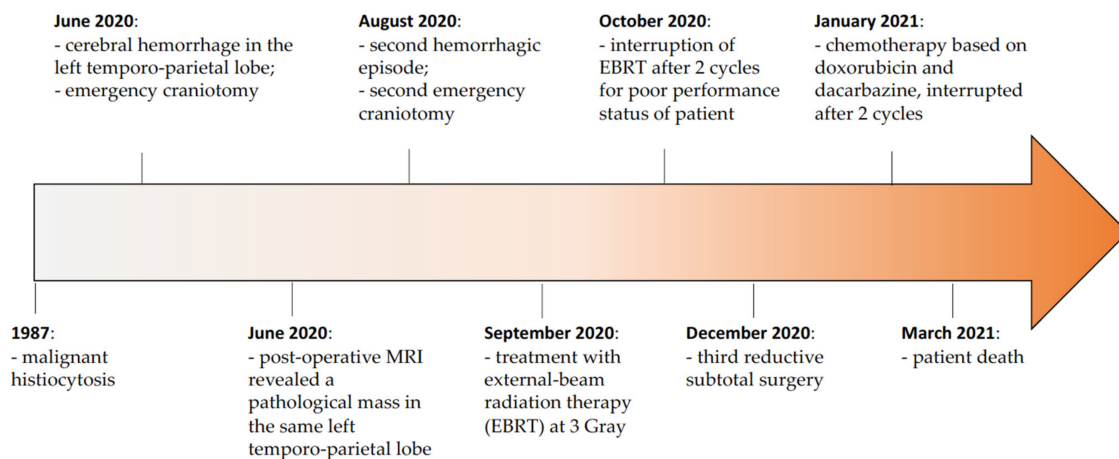 June 2020:
- cerebral hemorrhage in the
left temporo-parietal lobe;
- emergency craniotomy
August 2020:
- second hemorrhagic
episode;
- second emergency
craniotomy
October 2020:
- interruption of
EBRT after 2 cycles
for poor performance
status of patient
January 2021:
- chemotherapy based on
doxorubicin and
dacarbazine, interrupted
after 2 cycles
1987:
- malignant
histiocytosis
June 2020:
- post-operative MRI
revealed a
pathological mass in
the same left
temporo-parietal lobe
September 2020:
- treatment with
external-beam
radiation therapy
(EBRT) at 3 Gray
December 2020:
- third reductive
subtotal surgery
March 2021:
- patient death